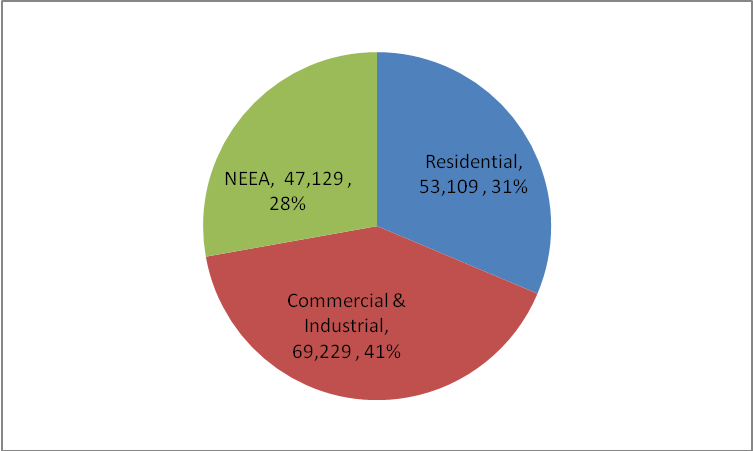 Residential,
53,109 , 31%
NEEA,  47,129 ,
28%
Commercial &
Industrial,
69,229 , 41%